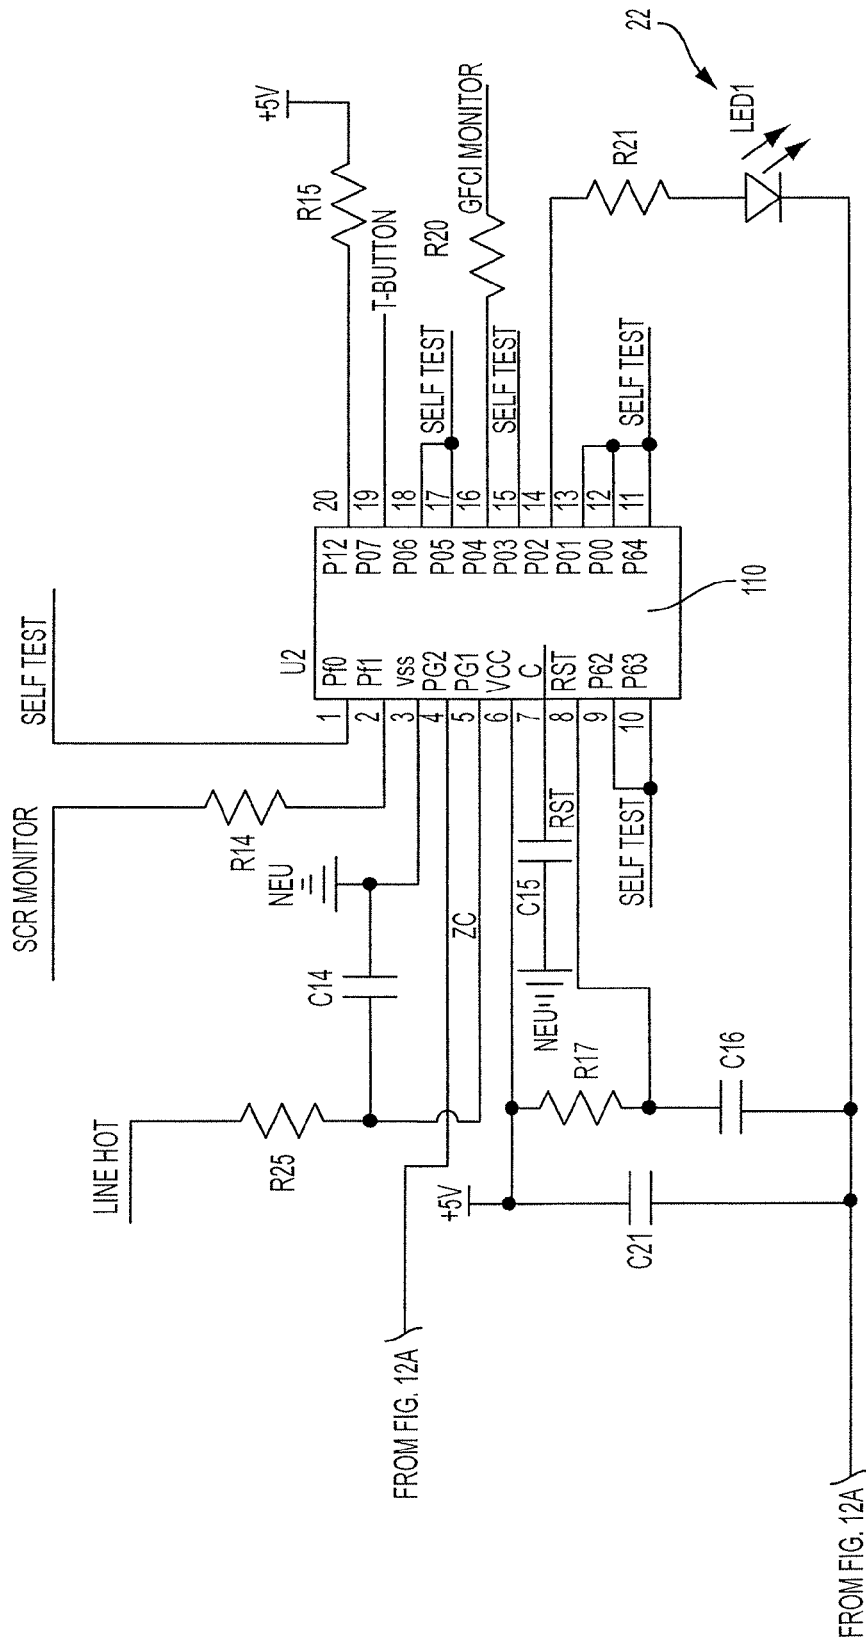 SELF TEST
SCR MONITOR
LINE HOT
R25
R14
NEU
C14
ZC
FROM FIG. 12A
U2
1 Pf0 P12 20
2 Pf1 P07 19
3 vss P06 18
4 PG2 P05 17
5 PG1 P04 16
6 VCC P03 15
7 C P02 14
8 RST P01 13
9 P62 P00 12
10 P63 P64 11
+5V
R15
T-BUTTON
SELF TEST
R20
GFCI MONITOR
SELF TEST
R21
LED1
22
SELF TEST
110
+5V
C21
R17
C16
NEU
C15
RST
SELF TEST
FROM FIG. 12A